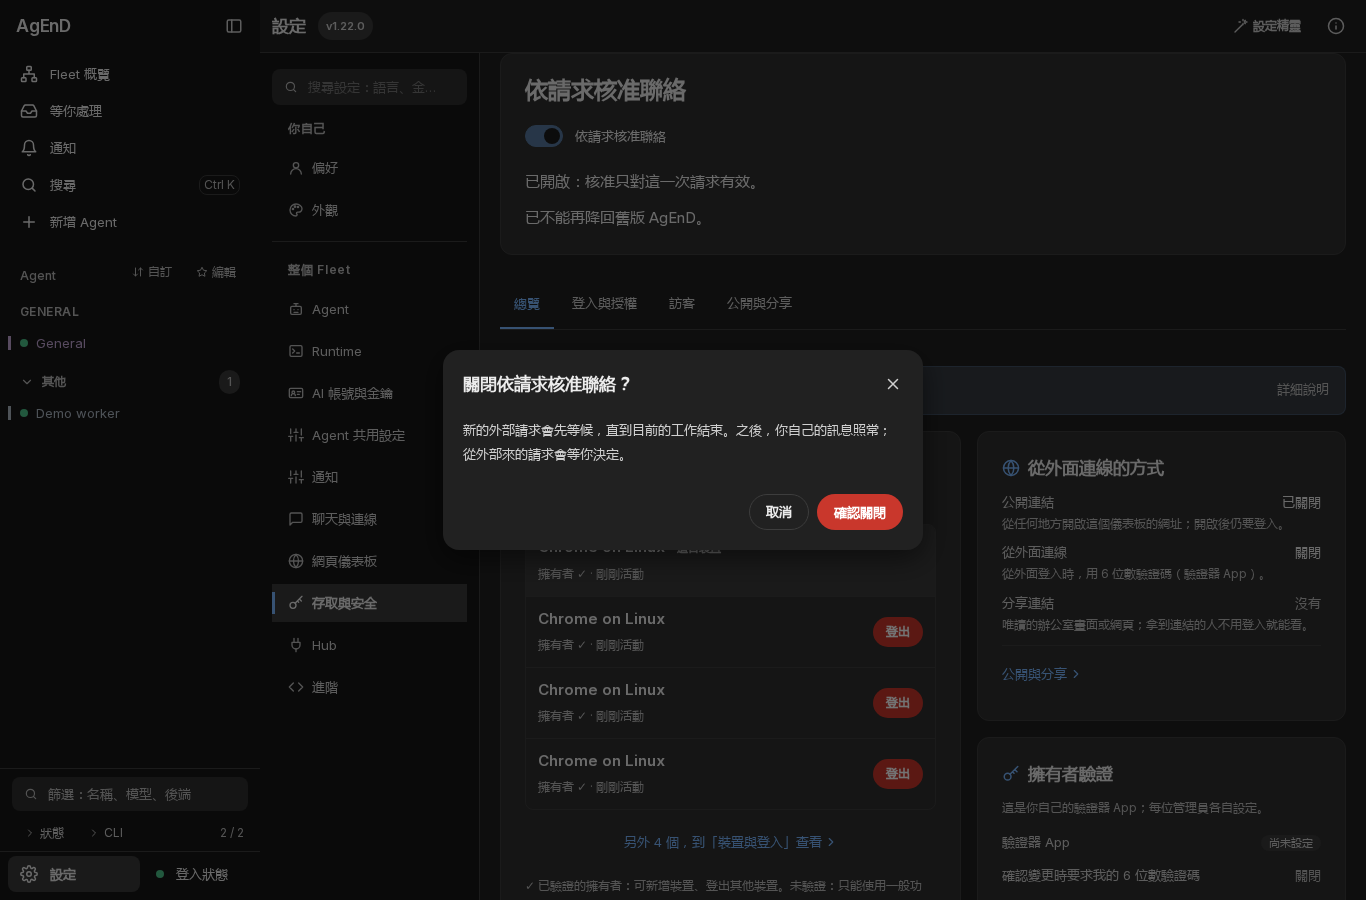 AgEnD
Fleet 概覽
等你處理
通知
搜尋
Ctrl K
新增 Agent
Agent
自訂
編輯
GENERAL
General
其他
1
Demo worker
篩選：名稱、模型、後端
狀態
CLI
2 / 2
設定
登入狀態
設定
v1.22.0
設定精靈
搜尋設定：語言、金…
你自己
偏好
外觀
整個 Fleet
Agent
Runtime
AI 帳號與金鑰
Agent 共用設定
通知
聊天與連線
網頁儀表板
存取與安全
Hub
進階
依請求核准聯絡
依請求核准聯絡
已開啟：核准只對這一次請求有效。
已不能再降回舊版 AgEnD。
總覽
登入與授權
訪客
公開與分享
詳細說明
關閉依請求核准聯絡？
新的外部請求會先等候，直到目前的工作結束。之後，你自己的訊息照常；
從外部來的請求會等你決定。
取消
確認關閉
Chrome on Linux
擁有者 ✓ · 剛剛活動
Chrome on Linux
擁有者 ✓ · 剛剛活動
登出
Chrome on Linux
擁有者 ✓ · 剛剛活動
登出
Chrome on Linux
擁有者 ✓ · 剛剛活動
登出
另外 4 個，到「裝置與登入」查看
✓ 已驗證的擁有者：可新增裝置、登出其他裝置。未驗證：只能使用一般功
從外面連線的方式
公開連結
已關閉
從任何地方開啟這個儀表板的網址；開啟後仍要登入。
從外面連線
關閉
從外面登入時，用 6 位數驗證碼（驗證器 App）。
分享連結
沒有
唯讀的辦公室畫面或網頁；拿到連結的人不用登入就能看。
公開與分享
擁有者驗證
這是你自己的驗證器 App；每位管理員各自設定。
驗證器 App
尚未設定
確認變更時要求我的 6 位數驗證碼
關閉